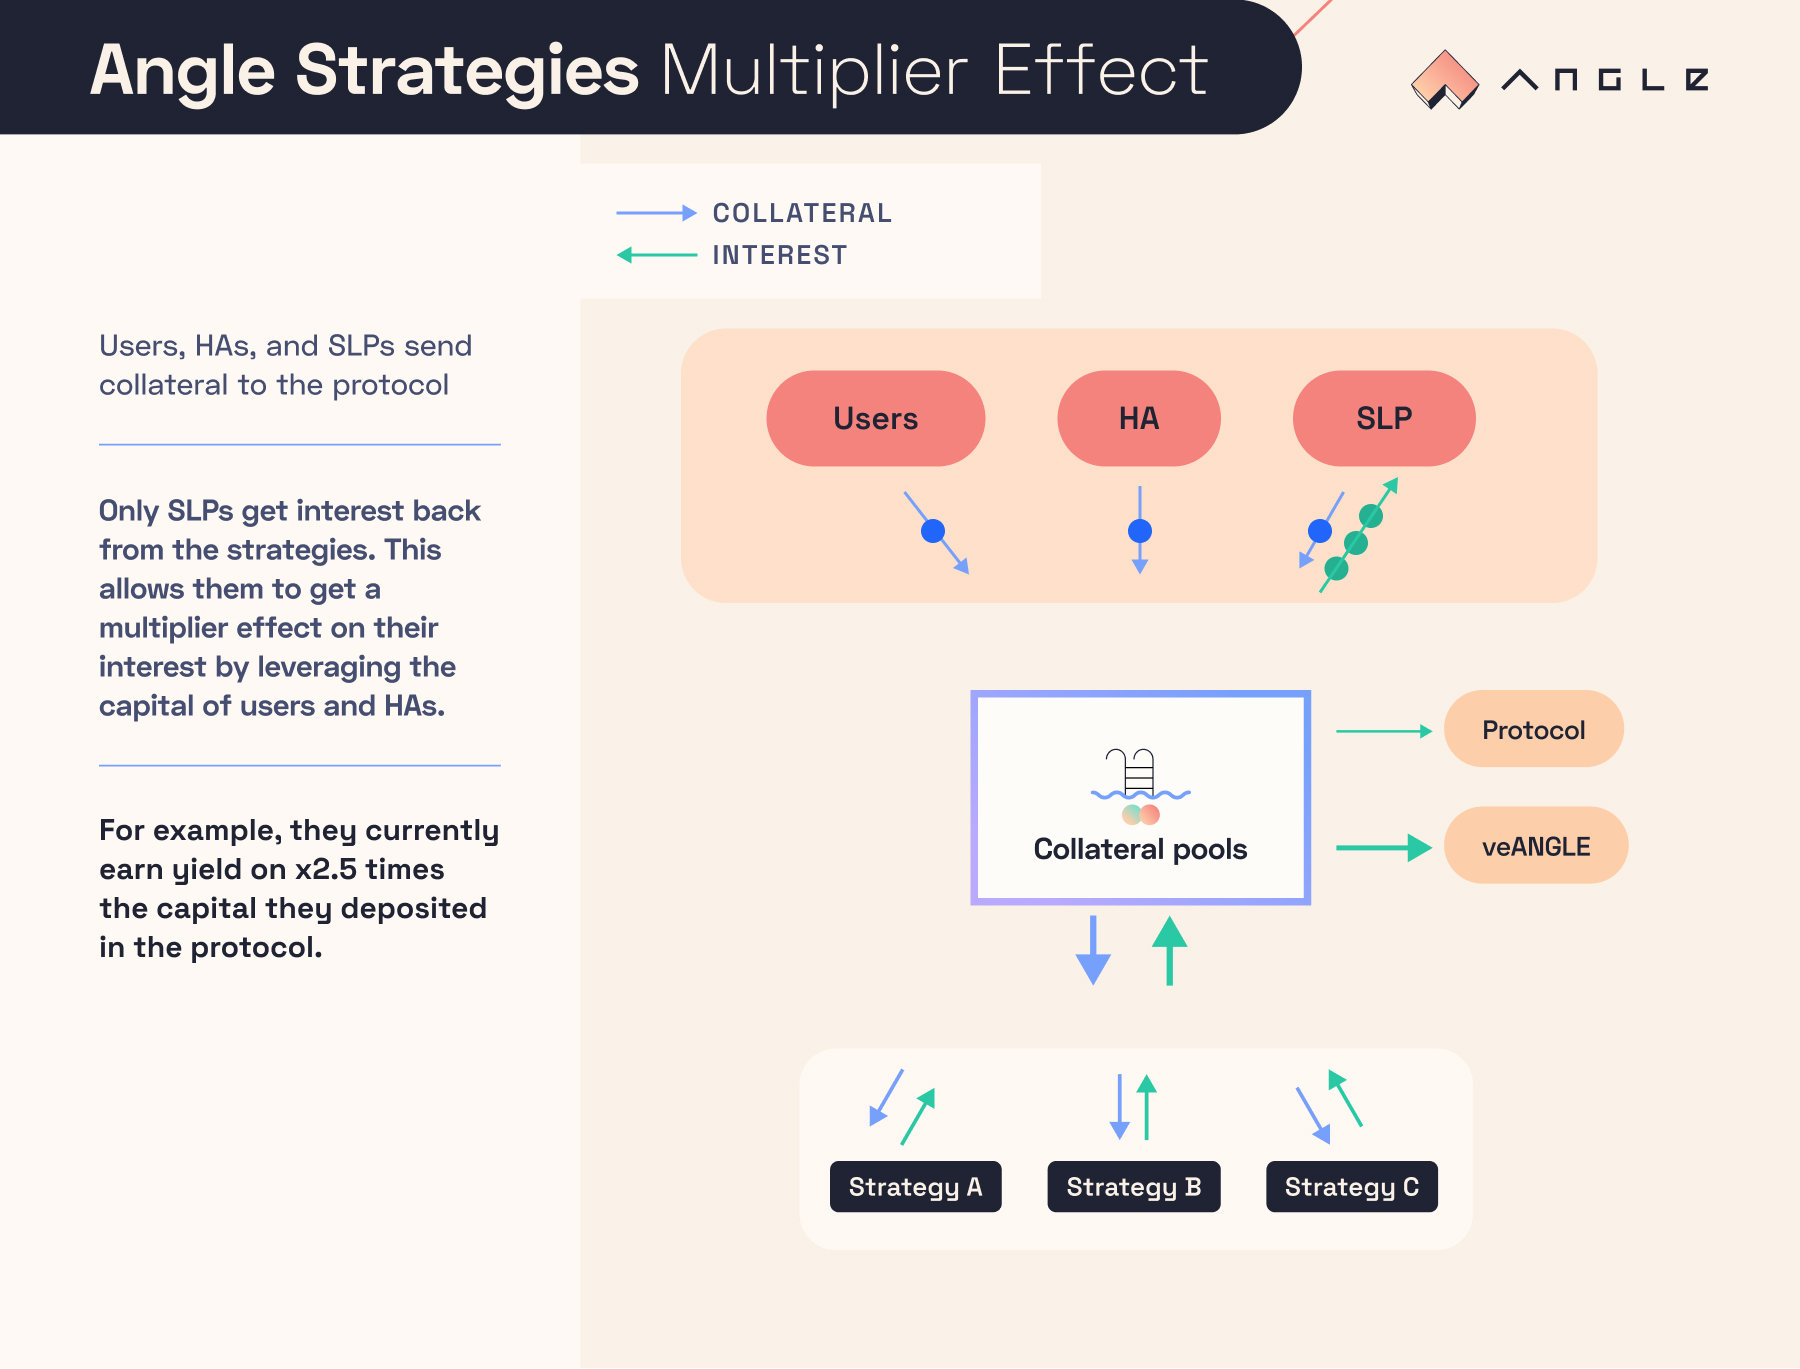 Angle Strategies Multiplier Effect
ANGLE
COLLATERAL
INTEREST
Users, HAs, and SLPs send
collateral to the protocol
Only SLPs get interest back
from the strategies. This
allows them to get a
multiplier effect on their
interest by leveraging the
capital of users and HAs.
For example, they currently
earn yield on x2.5 times
the capital they deposited
in the protocol.
Users
HA
SLP
Collateral pools
Protocol
veANGLE
Strategy A
Strategy B
Strategy C